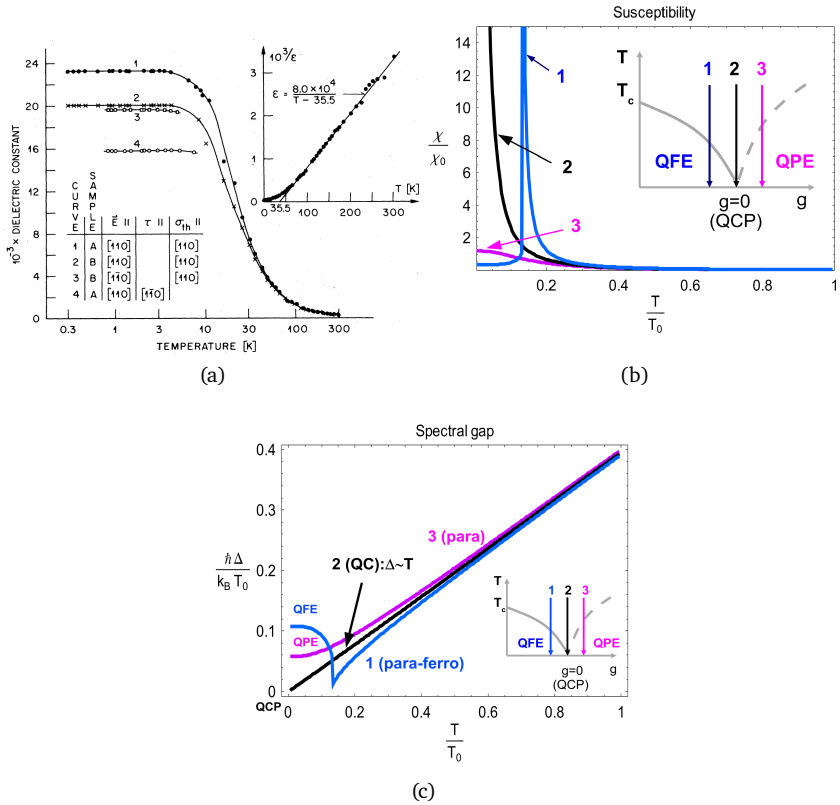 24
20
16
12
8
4
0
10⁻³ × DIELECTRIC CONSTANT
0.3
1
3
10
30
100
300
TEMPERATURE [K]
1
2
3
4
CURVE
SAMPLE
E⃗ ∥
τ ∥
σth ∥
1 A [110] [110]
2 B [110] [110]
3 B [11̄0] [110]
4 A [110] [11̄0]
10³/ε
3
2
1
0
ε = 8.0×10⁴ / T − 35.5
T [K]
0
35.5
100
200
300
(a)
Susceptibility
14
12
10
8
6
4
2
χ/χ₀
0.2
0.4
0.6
0.8
1
T/T₀
1
2
3
T
Tc
1
2
3
QFE
QPE
g=0
(QCP)
g
(b)
Spectral gap
0.4
0.3
0.2
0.1
0
ħΔ/k_B T₀
3 (para)
2 (QC):Δ~T
QFE
QPE
1 (para-ferro)
QCP
0
0.2
0.4
0.6
0.8
1
T/T₀
T
Tc
1
2
3
QFE
QPE
g=0
(QCP)
g
(c)